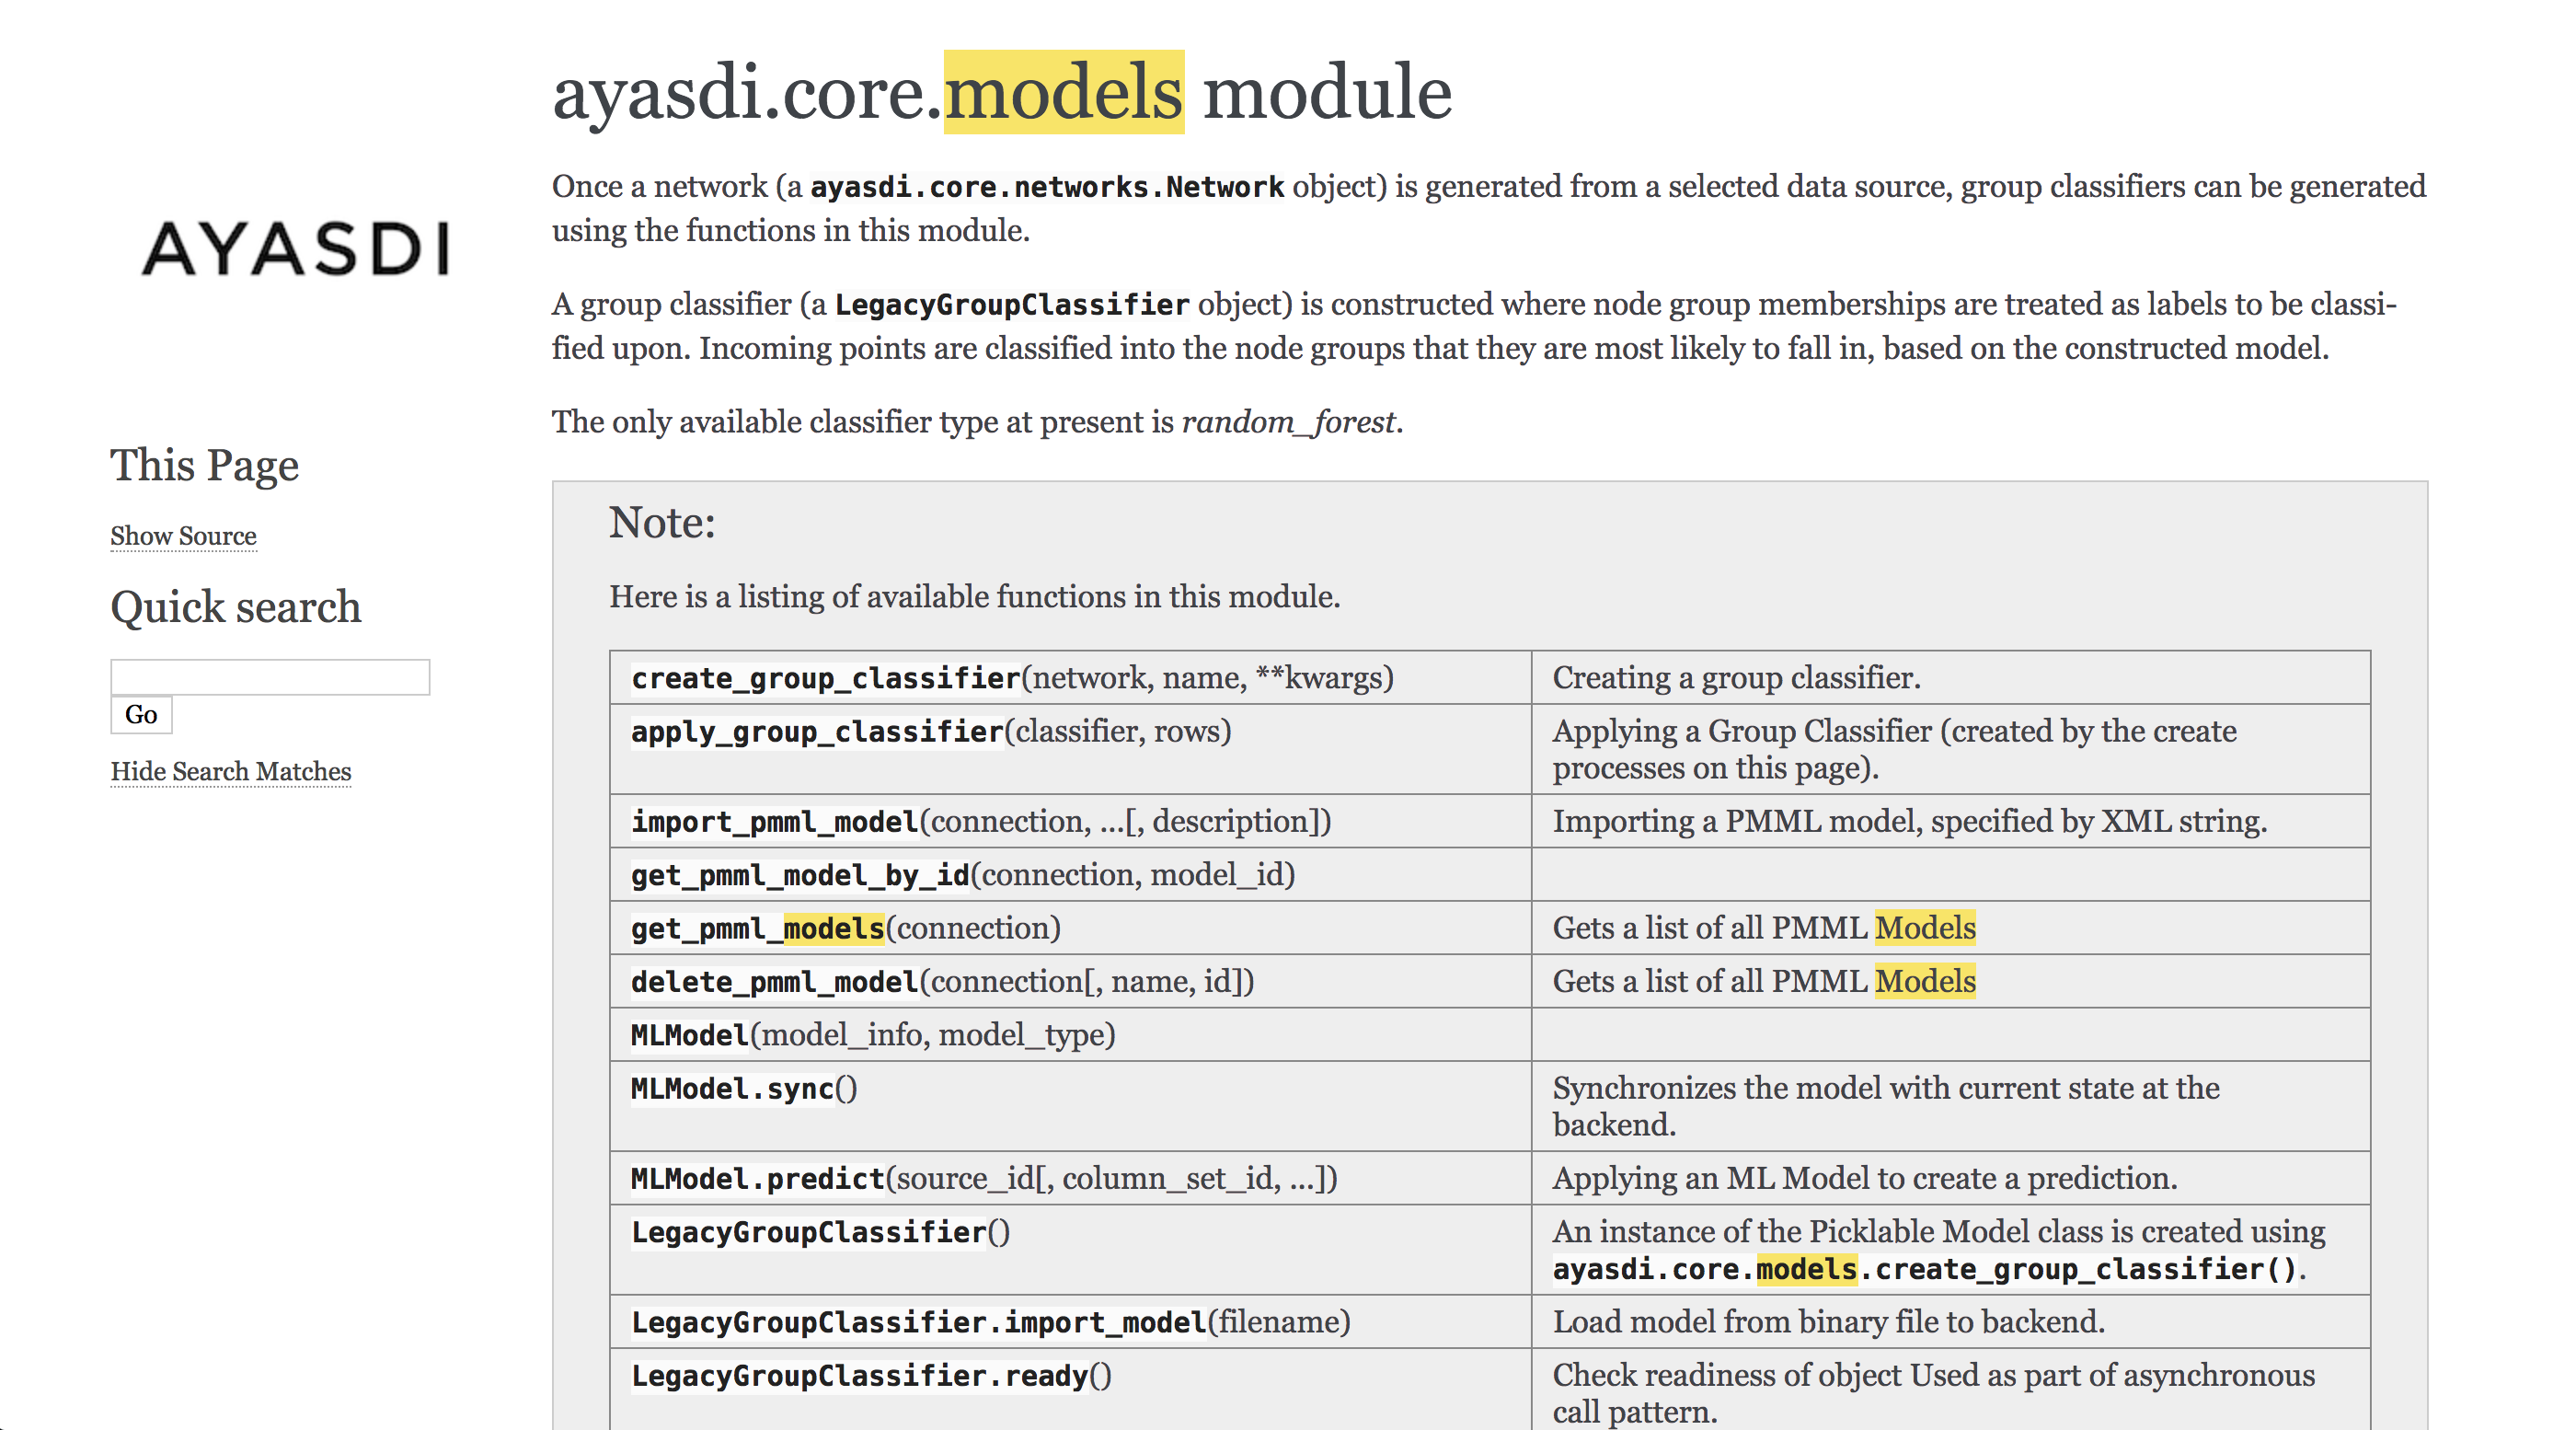 AYASDI
This Page
Show Source
Quick search
Go
Hide Search Matches
ayasdi.core.models module
Once a network (a ayasdi.core.networks.Network object) is generated from a selected data source, group classifiers can be generated
using the functions in this module.
A group classifier (a LegacyGroupClassifier object) is constructed where node group memberships are treated as labels to be classi-
fied upon. Incoming points are classified into the node groups that they are most likely to fall in, based on the constructed model.
The only available classifier type at present is random_forest.
Note:
Here is a listing of available functions in this module.
create_group_classifier(network, name, **kwargs) Creating a group classifier.
apply_group_classifier(classifier, rows) Applying a Group Classifier (created by the create
processes on this page).
import_pmml_model(connection, ...[, description]) Importing a PMML model, specified by XML string.
get_pmml_model_by_id(connection, model_id)
get_pmml_models(connection) Gets a list of all PMML Models
delete_pmml_model(connection[, name, id]) Gets a list of all PMML Models
MLModel(model_info, model_type)
MLModel.sync() Synchronizes the model with current state at the
backend.
MLModel.predict(source_id[, column_set_id, ...]) Applying an ML Model to create a prediction.
LegacyGroupClassifier() An instance of the Picklable Model class is created using
ayasdi.core.models.create_group_classifier().
LegacyGroupClassifier.import_model(filename) Load model from binary file to backend.
LegacyGroupClassifier.ready() Check readiness of object Used as part of asynchronous
call pattern.